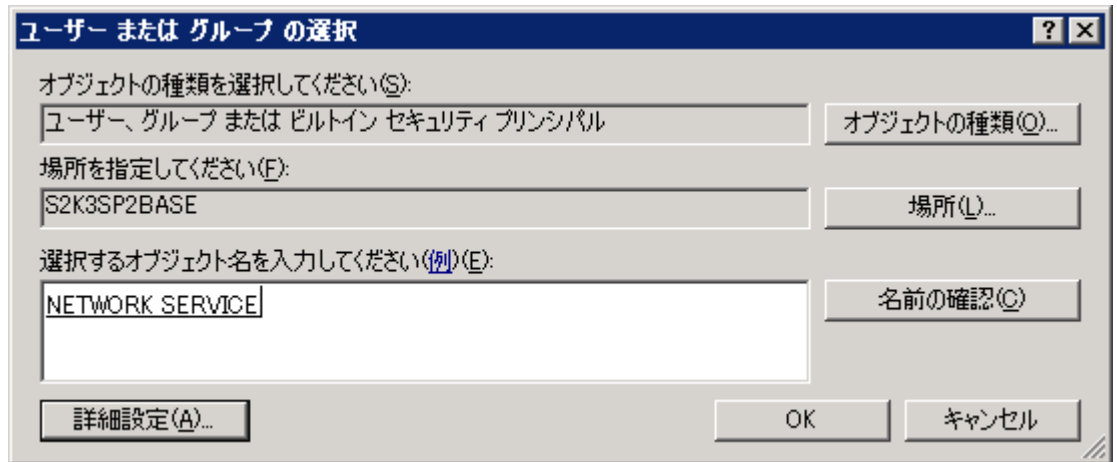 ユーザー または グループ の選択
オブジェクトの種類を選択してください(S):
ユーザー、グループ または ビルトイン セキュリティ プリンシパル
オブジェクトの種類(O)...
場所を指定してください(F):
S2K3SP2BASE
場所(L)...
選択するオブジェクト名を入力してください(例)(E):
NETWORK SERVICE
名前の確認(C)
詳細設定(A)...
OK
キャンセル